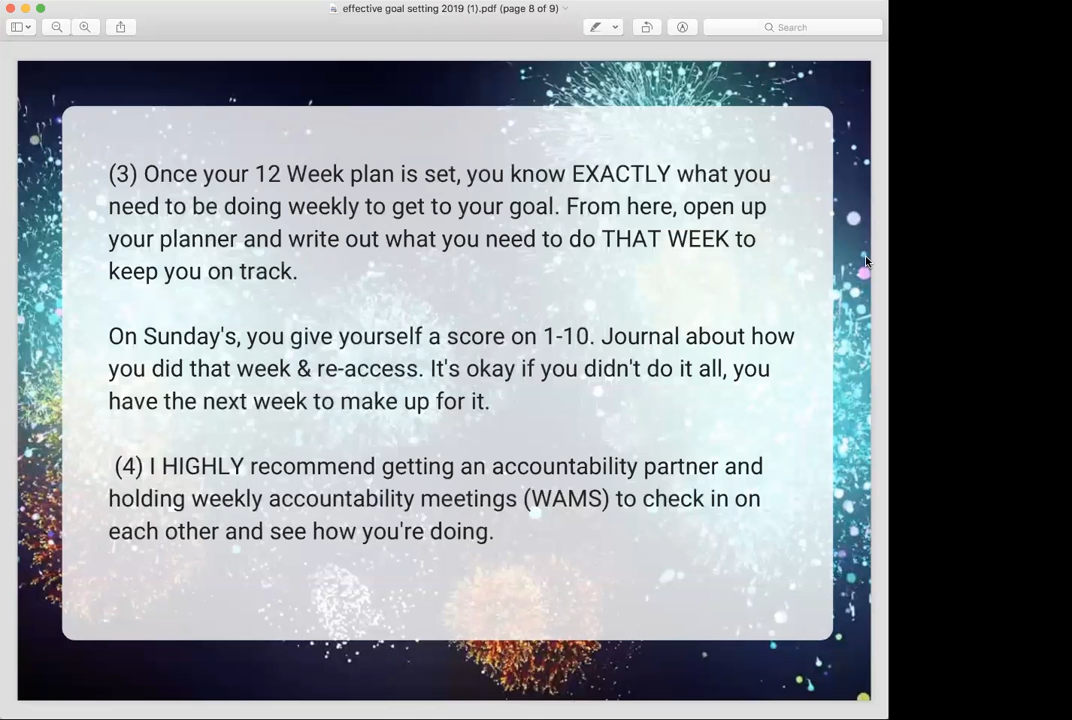 effective goal setting 2019 (1).pdf (page 8 of 9)
Search
(3) Once your 12 Week plan is set, you know EXACTLY what you
need to be doing weekly to get to your goal. From here, open up
your planner and write out what you need to do THAT WEEK to
keep you on track.
On Sunday's, you give yourself a score on 1-10. Journal about how
you did that week & re-access. It's okay if you didn't do it all, you
have the next week to make up for it.
(4) I HIGHLY recommend getting an accountability partner and
holding weekly accountability meetings (WAMS) to check in on
each other and see how you're doing.